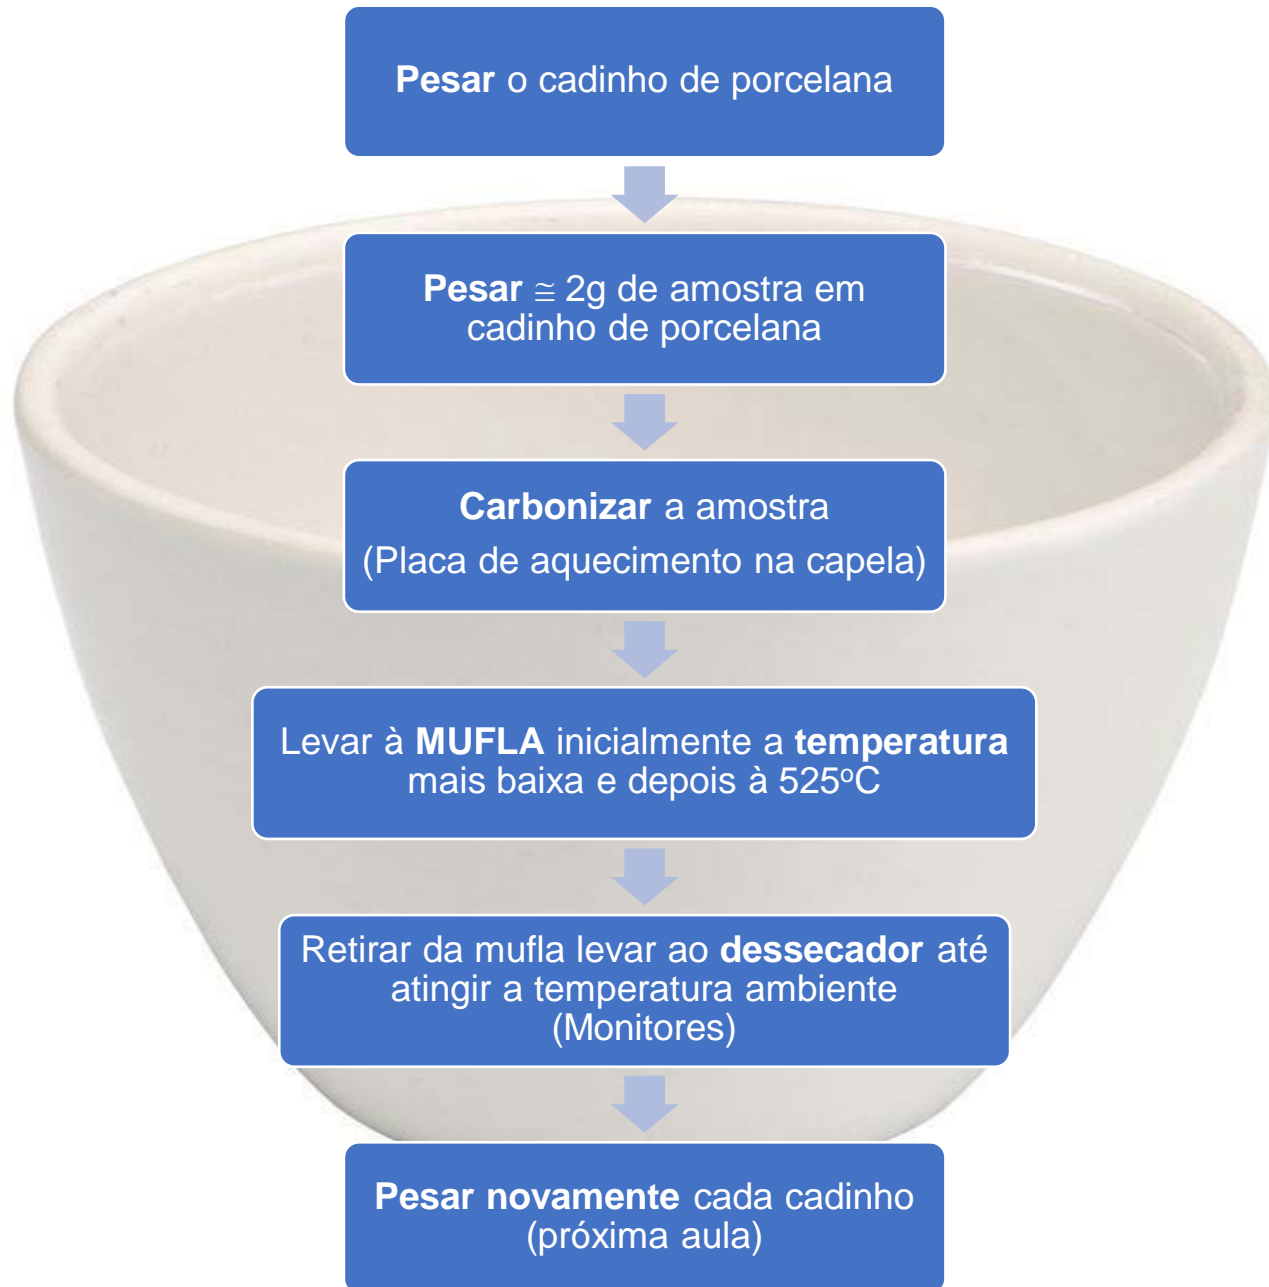 Pesar o cadinho de porcelana
Pesar ≅ 2g de amostra em
cadinho de porcelana
Carbonizar a amostra
(Placa de aquecimento na capela)
Levar à MUFLA inicialmente a temperatura
mais baixa e depois à 525ºC
Retirar da mufla levar ao dessecador até
atingir a temperatura ambiente
(Monitores)
Pesar novamente cada cadinho
(próxima aula)